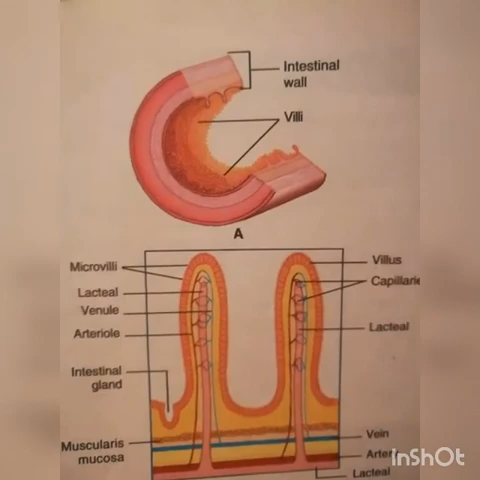 Intestinal
wall
Villi
A
Microvilli
Villus
Capillarie
Lacteal
Venule
Arteriole
Lacteal
Intestinal
gland
Muscularis
mucosa
Vein
Arter
Lacteal
InShOt